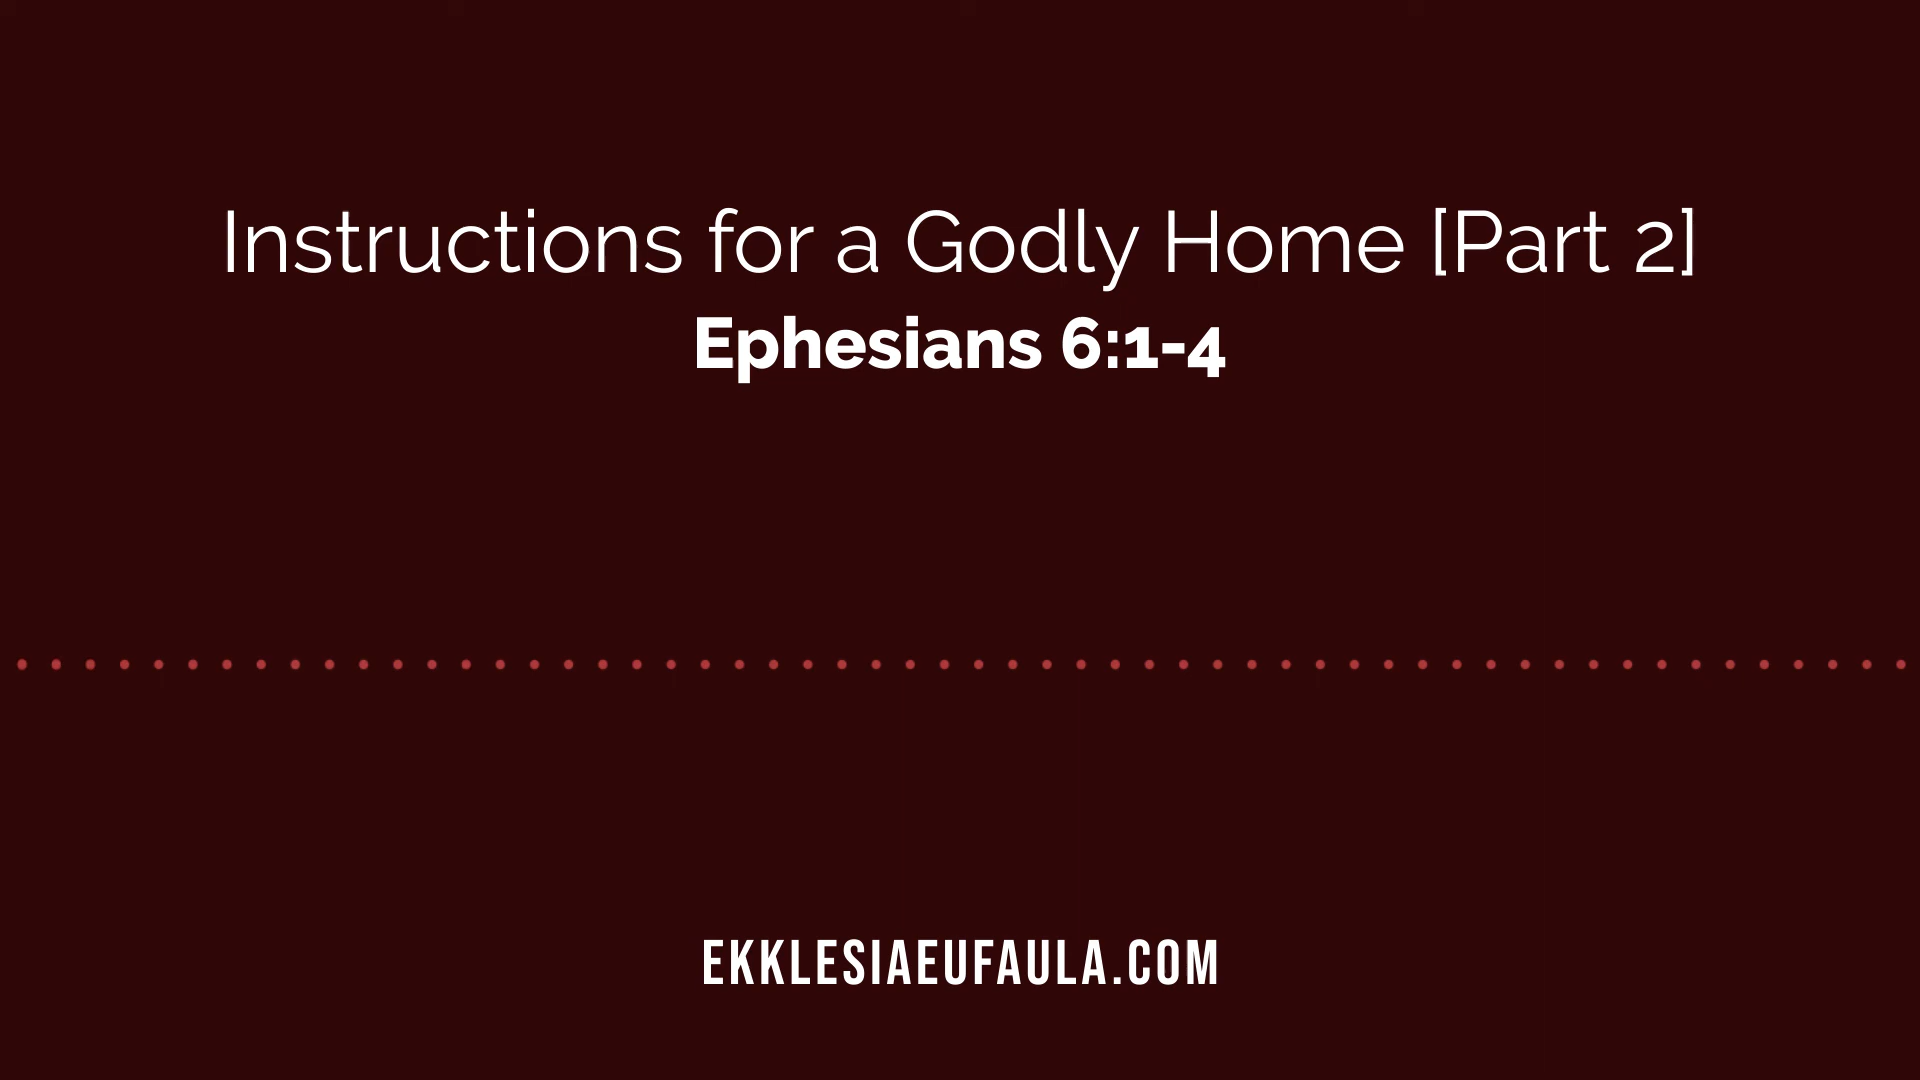 Instructions for a Godly Home [Part 2]
Ephesians 6:1-4
EKKLESIAEUFAULA.COM